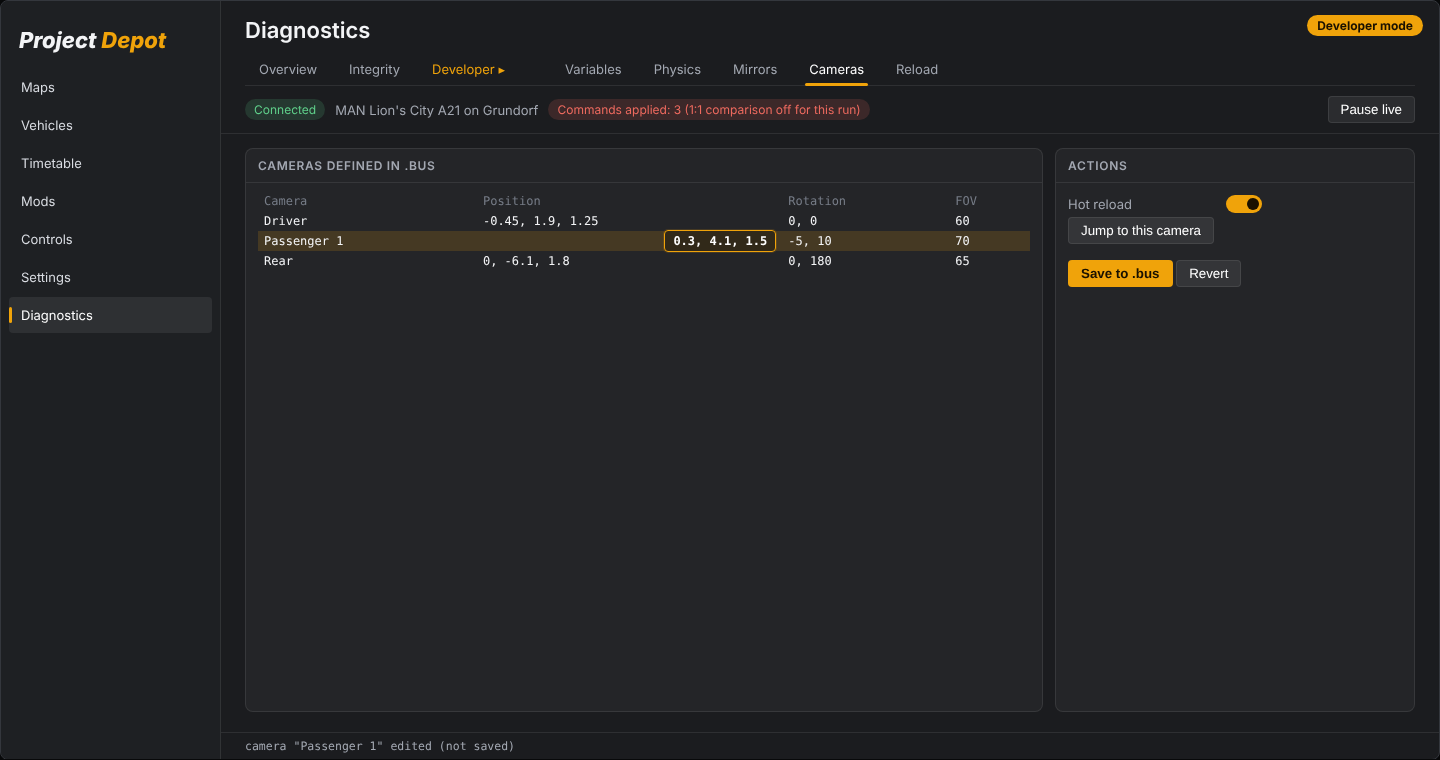 Project Depot
Maps
Vehicles
Timetable
Mods
Controls
Settings
Diagnostics
Diagnostics
Developer mode
Overview Integrity Developer ▸ Variables Physics Mirrors Cameras Reload
Connected MAN Lion's City A21 on Grundorf Commands applied: 3 (1:1 comparison off for this run) Pause live
CAMERAS DEFINED IN .BUS
Camera Position Rotation FOV
Driver -0.45, 1.9, 1.25 0, 0 60
Passenger 1 0.3, 4.1, 1.5 -5, 10 70
Rear 0, -6.1, 1.8 0, 180 65
ACTIONS
Hot reload
Jump to this camera
Save to .bus Revert
camera "Passenger 1" edited (not saved)